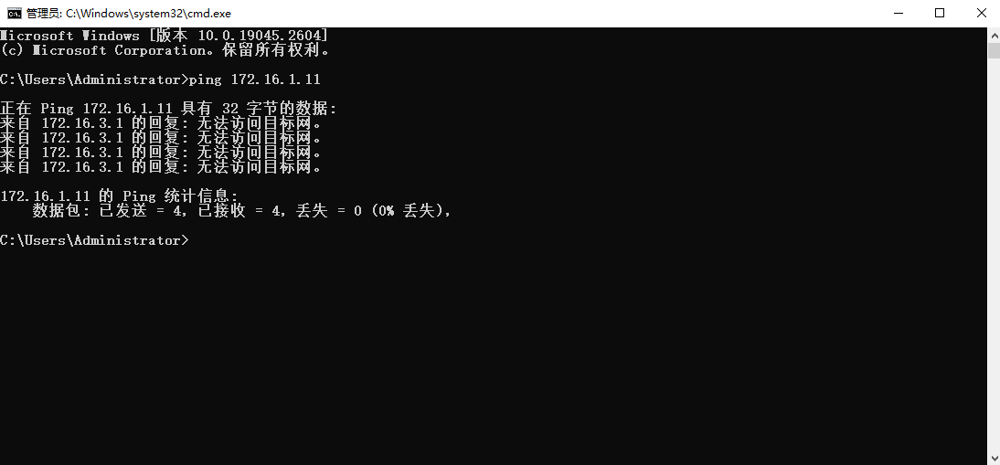 管理员: C:\Windows\system32\cmd.exe
Microsoft Windows [版本 10.0.19045.2604]
(c) Microsoft Corporation。保留所有权利。
C:\Users\Administrator>ping 172.16.1.11
正在 Ping 172.16.1.11 具有 32 字节的数据:
来自 172.16.3.1 的回复: 无法访问目标网。
来自 172.16.3.1 的回复: 无法访问目标网。
来自 172.16.3.1 的回复: 无法访问目标网。
来自 172.16.3.1 的回复: 无法访问目标网。
172.16.1.11 的 Ping 统计信息:
数据包: 已发送 = 4，已接收 = 4，丢失 = 0 (0% 丢失)，
C:\Users\Administrator>